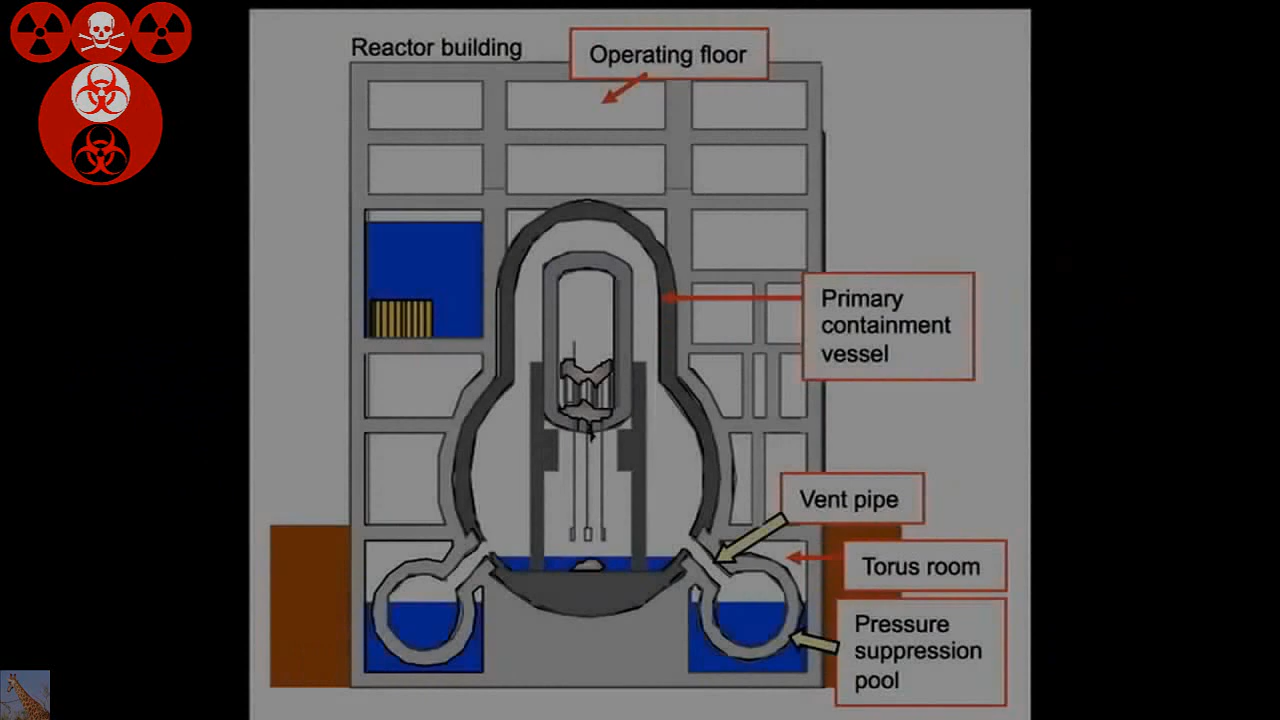 Reactor building
Operating floor
Primary
containment
vessel
Vent pipe
Torus room
Pressure
suppression
pool